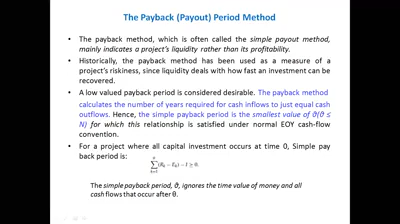 The Payback (Payout) Period Method
• The payback method, which is often called the simple payout method,
mainly indicates a project's liquidity rather than its profitability.
• Historically, the payback method has been used as a measure of a
project's riskiness, since liquidity deals with how fast an investment can be
recovered.
• A low valued payback period is considered desirable. The payback method
calculates the number of years required for cash inflows to just equal cash
outflows. Hence, the simple payback period is the smallest value of θ(θ ≤
N) for which this relationship is satisfied under normal EOY cash-flow
convention.
• For a project where all capital investment occurs at time 0, Simple pay
back period is:
∑(Rk − Ek) − I ≥ 0.
k=1
The simple payback period, θ, ignores the time value of money and all
cash flows that occur after θ.